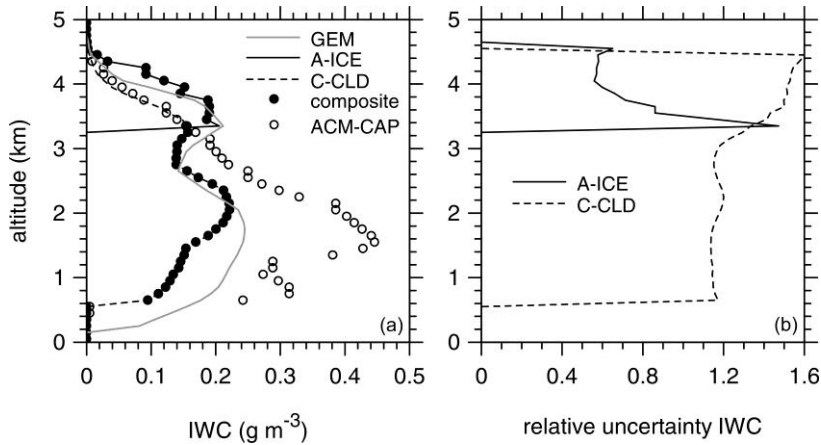 5
4
3
2
1
0
altitude (km)
GEM
A-ICE
C-CLD
composite
ACM-CAP
(a)
0 0.1 0.2 0.3 0.4 0.5
IWC (g m⁻³)
5
4
3
2
1
0
A-ICE
C-CLD
(b)
0 0.4 0.8 1.2 1.6
relative uncertainty IWC